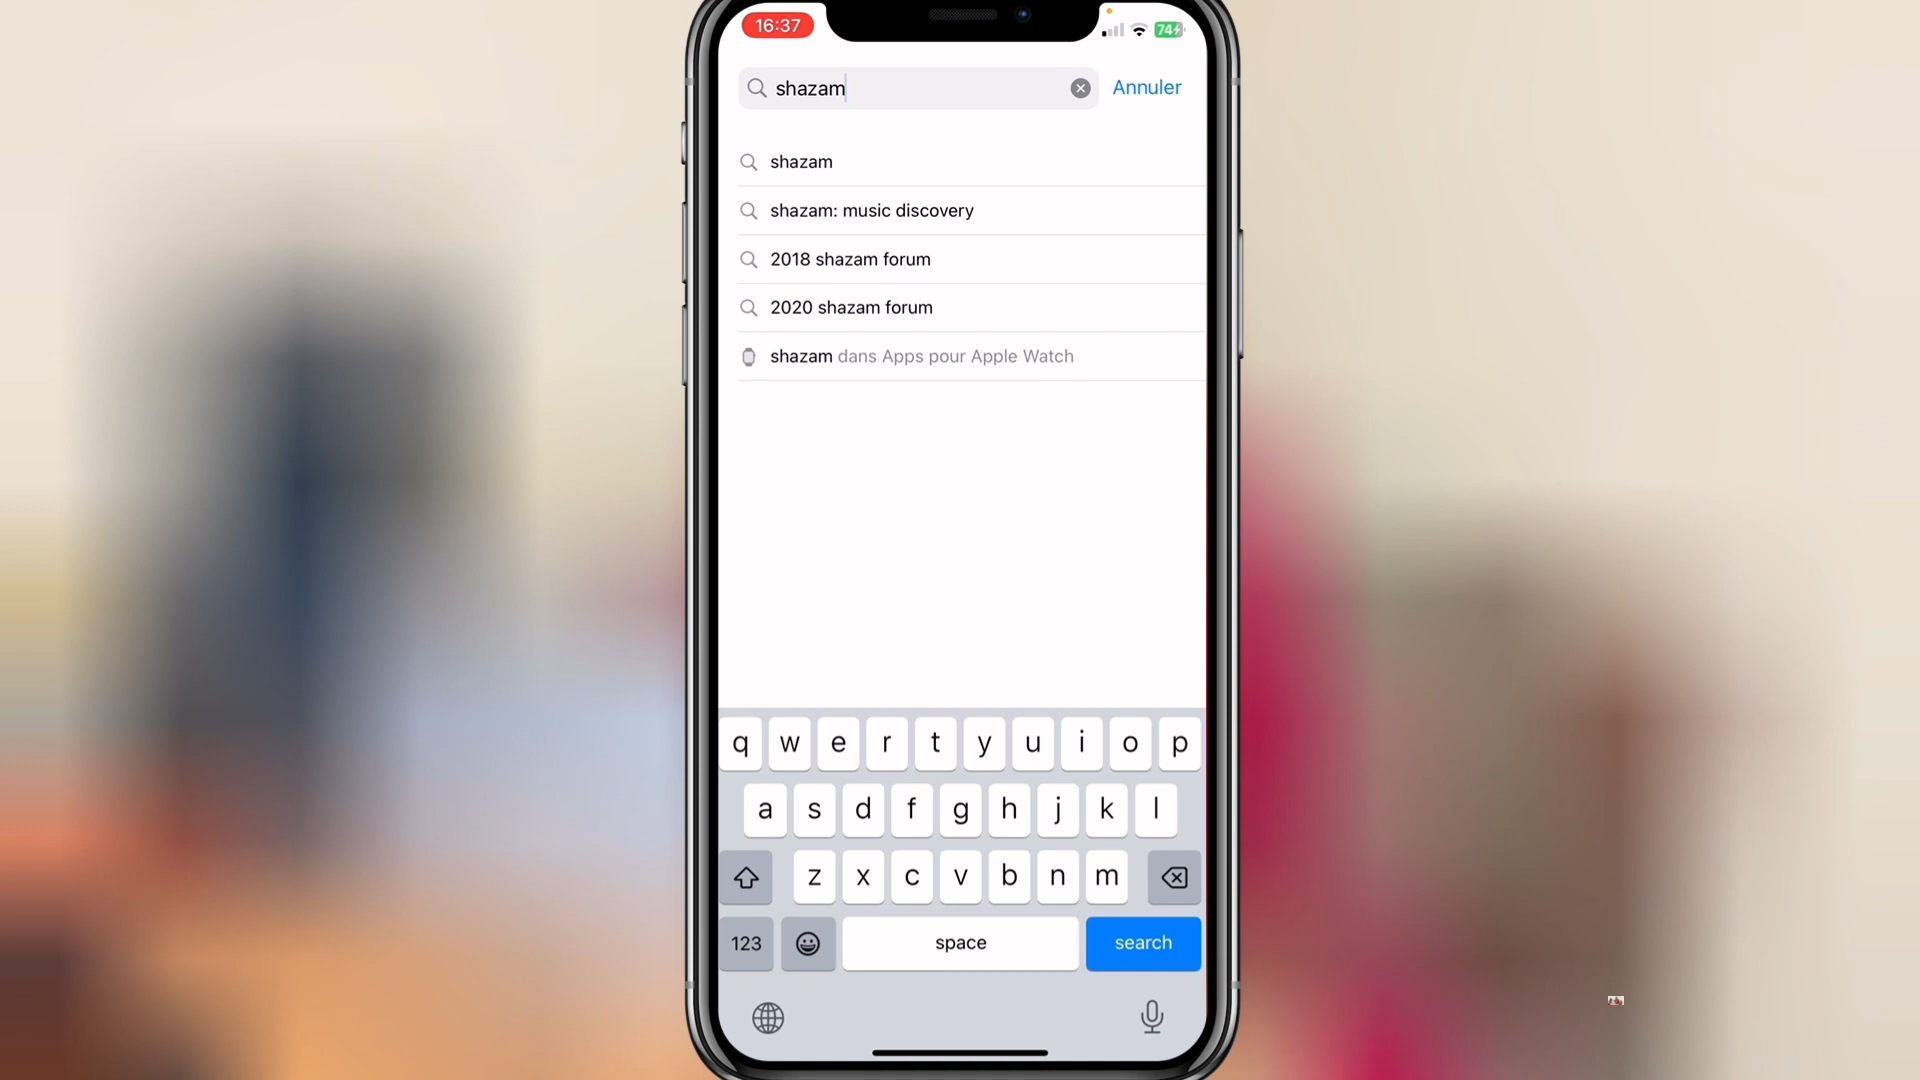 16:37
74
shazam
Annuler
shazam
shazam: music discovery
2018 shazam forum
2020 shazam forum
shazam dans Apps pour Apple Watch
q w e r t y u i o p
a s d f g h j k l
z x c v b n m
123
space
search